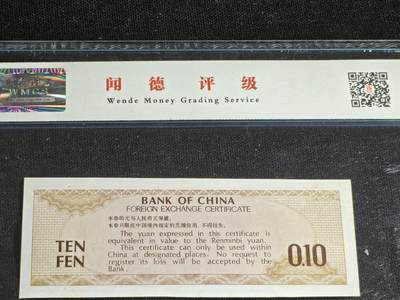 WMGS
闻德评级
Wende Money Grading Service
BANK OF CHINA
FOREIGN EXCHANGE CERTIFICATE
本券的元与人民币元等值。
本券只限在中国境内指定的范围使用，不得挂失。
The yuan expressed in this certificate is
equivalent in value to the Renminbi yuan.
This certificate can only be used within
China at designated places. No request to
register its loss will be accepted by the
Bank.
TEN
FEN
0.10